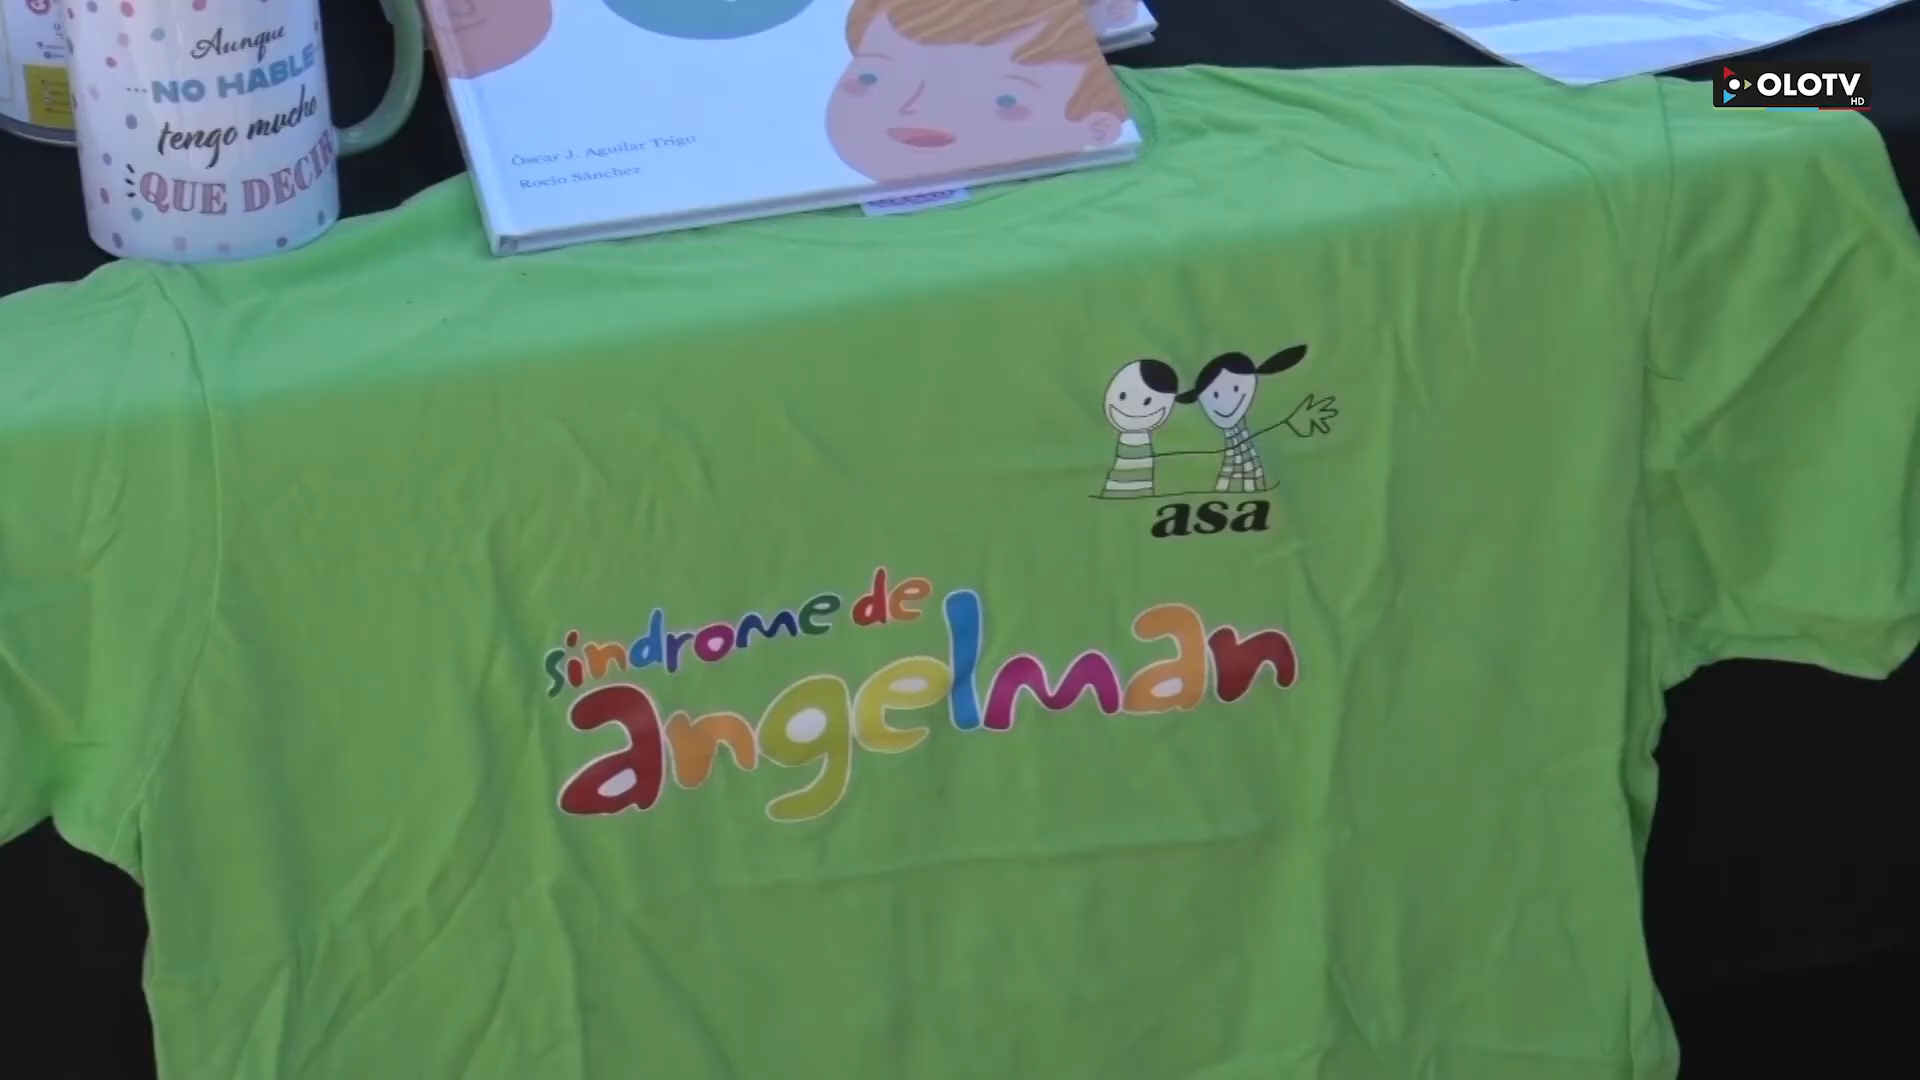 Aunque
...NO HABLE
tengo mucho
QUE DECIR
Óscar J. Aguilar Trigo
Rocío Sánchez
OLOTV
HD
asa
síndrome de
angelman